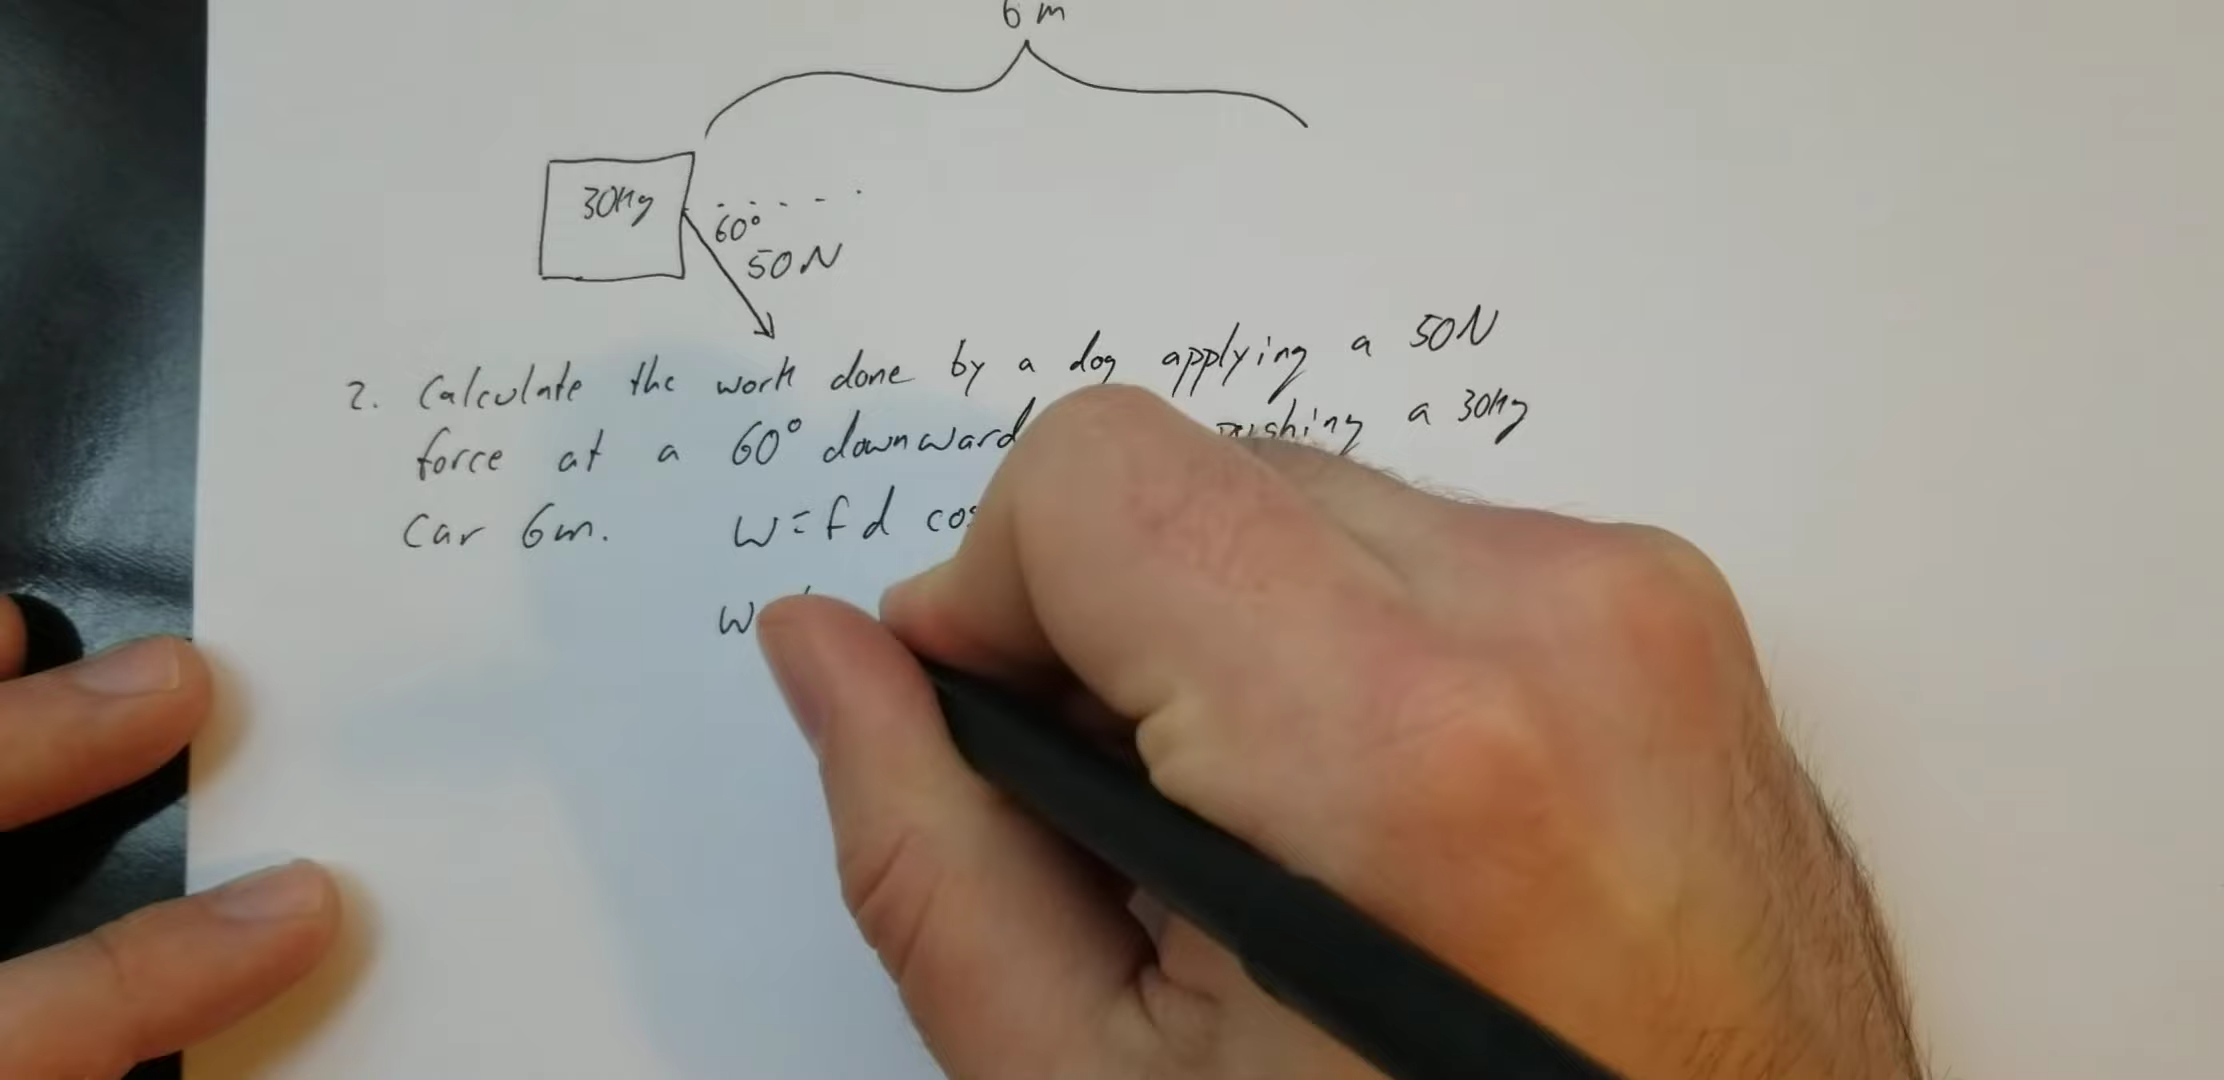 6 m
30Kg
60°
50N
2. Calculate the work done by a dog applying a 50N
force at a 60° downward pushing a 30Kg
Car 6m. W=fd cos
W